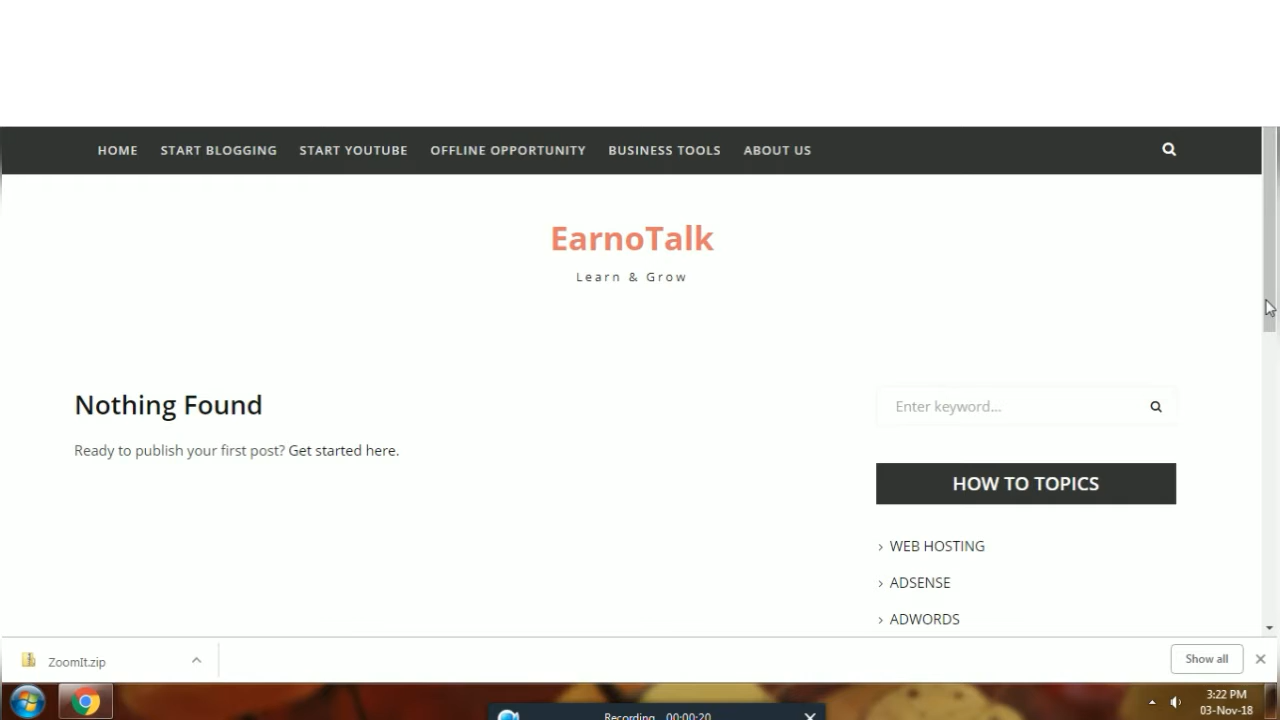 HOME START BLOGGING START YOUTUBE OFFLINE OPPORTUNITY BUSINESS TOOLS ABOUT US
EarnoTalk
Learn & Grow
Nothing Found
Ready to publish your first post? Get started here.
Enter keyword...
HOW TO TOPICS
WEB HOSTING
ADSENSE
ADWORDS
ZoomIt.zip
Show all
3:22 PM
03-Nov-18
Recording 00:00:20